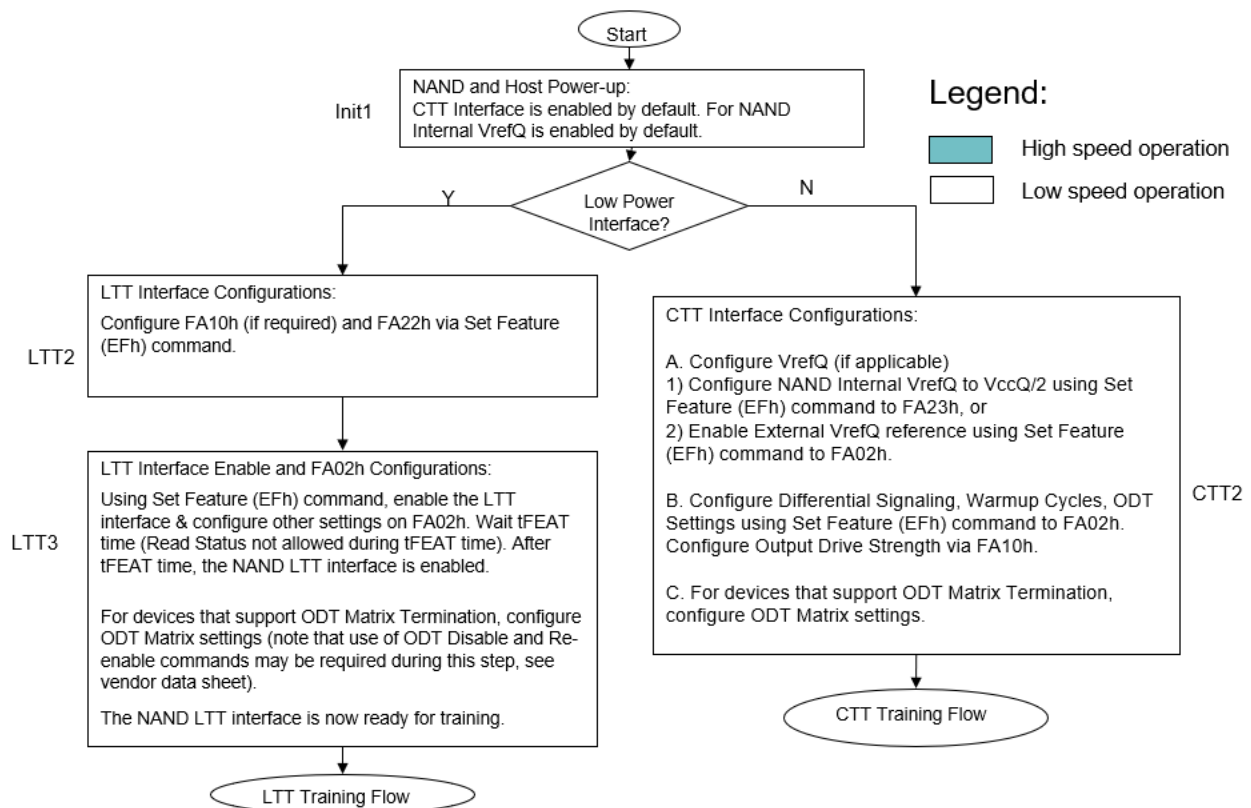 Start
Init1
NAND and Host Power-up:
CTT Interface is enabled by default. For NAND
Internal VrefQ is enabled by default.
Legend:
High speed operation
Low speed operation
Low Power
Interface?
Y
N
LTT2
LTT Interface Configurations:
Configure FA10h (if required) and FA22h via Set Feature
(EFh) command.
LTT3
LTT Interface Enable and FA02h Configurations:
Using Set Feature (EFh) command, enable the LTT
interface & configure other settings on FA02h. Wait tFEAT
time (Read Status not allowed during tFEAT time). After
tFEAT time, the NAND LTT interface is enabled.
For devices that support ODT Matrix Termination, configure
ODT Matrix settings (note that use of ODT Disable and Re-
enable commands may be required during this step, see
vendor data sheet).
The NAND LTT interface is now ready for training.
LTT Training Flow
CTT Interface Configurations:
A. Configure VrefQ (if applicable)
1) Configure NAND Internal VrefQ to VccQ/2 using Set
Feature (EFh) command to FA23h, or
2) Enable External VrefQ reference using Set Feature
(EFh) command to FA02h.
B. Configure Differential Signaling, Warmup Cycles, ODT
Settings using Set Feature (EFh) command to FA02h.
Configure Output Drive Strength via FA10h.
C. For devices that support ODT Matrix Termination,
configure ODT Matrix settings.
CTT2
CTT Training Flow